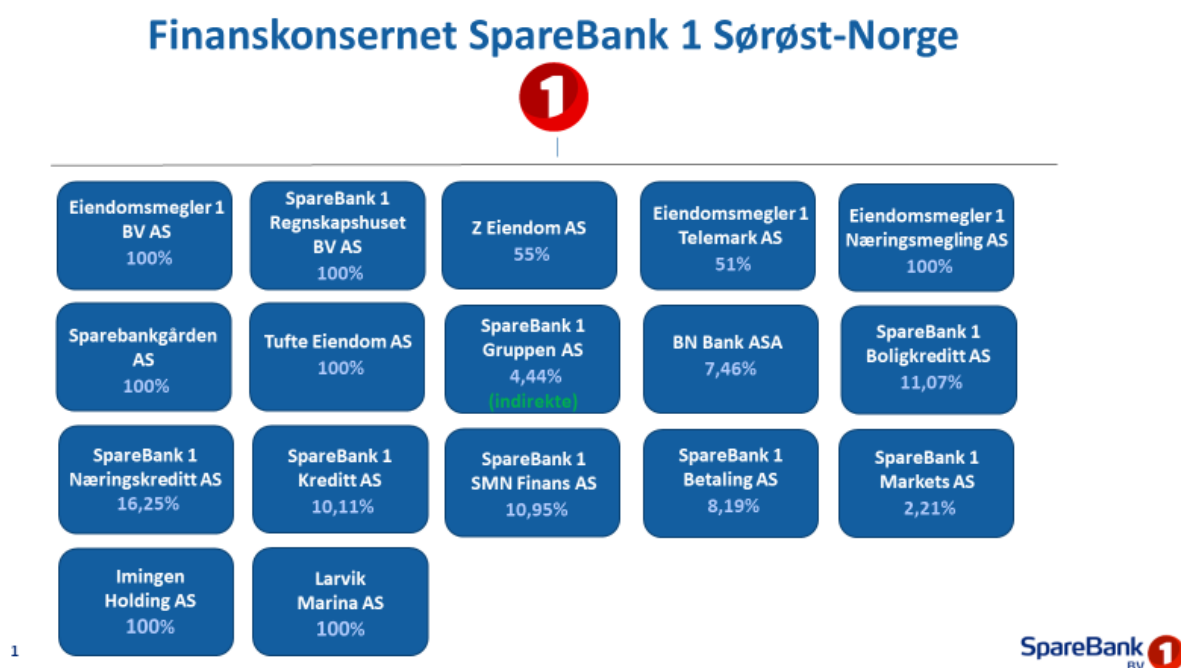 Finanskonsernet SpareBank 1 Sørøst-Norge
1
Eiendomsmegler 1
BV AS
100%
SpareBank 1
Regnskapshuset
BV AS
100%
Z Eiendom AS
55%
Eiendomsmegler 1
Telemark AS
51%
Eiendomsmegler 1
Næringsmegling AS
100%
Sparebankgården
AS
100%
Tufte Eiendom AS
100%
SpareBank 1
Gruppen AS
4,44%
(indirekte)
BN Bank ASA
7,46%
SpareBank 1
Boligkreditt AS
11,07%
SpareBank 1
Næringskreditt AS
16,25%
SpareBank 1
Kreditt AS
10,11%
SpareBank 1
SMN Finans AS
10,95%
SpareBank 1
Betaling AS
8,19%
SpareBank 1
Markets AS
2,21%
Imingen
Holding AS
100%
Larvik
Marina AS
100%
1
SpareBank 1
BV